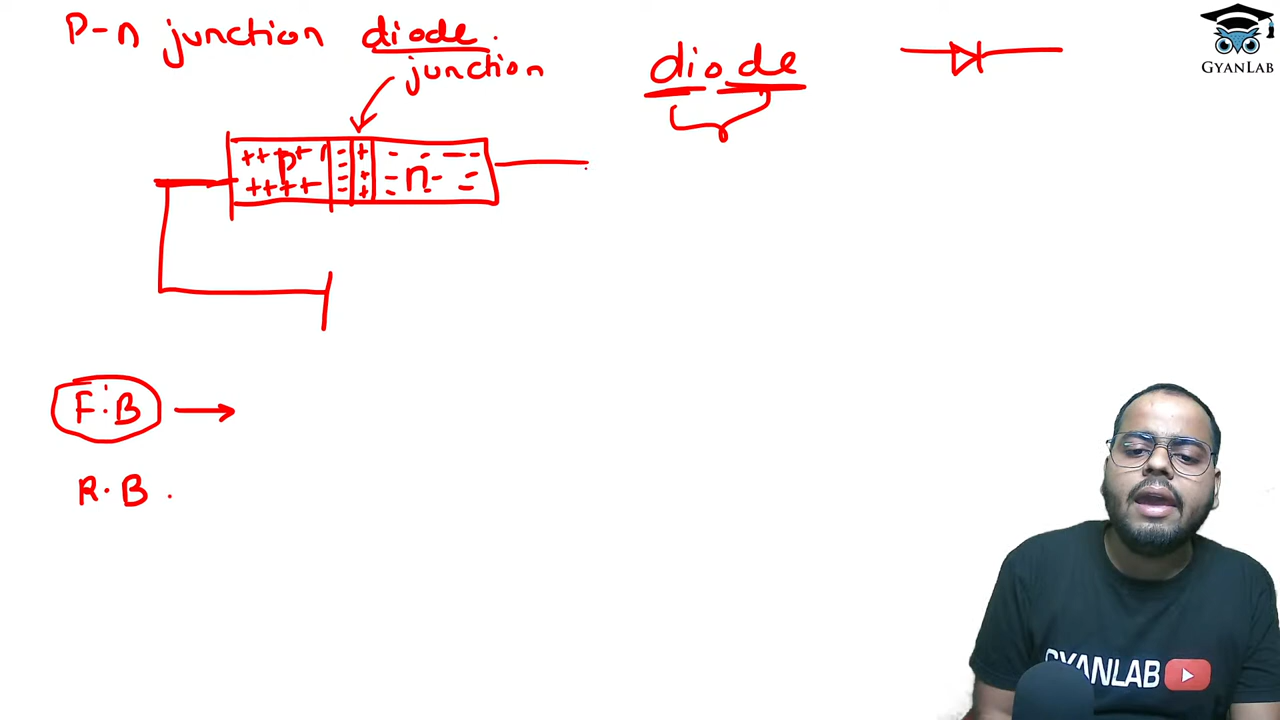 P-n junction diode.
junction
diode
GYANLAB
++++ p - + - - -- n
++++ - + - - =
F.B →
R.B.
GYANLAB